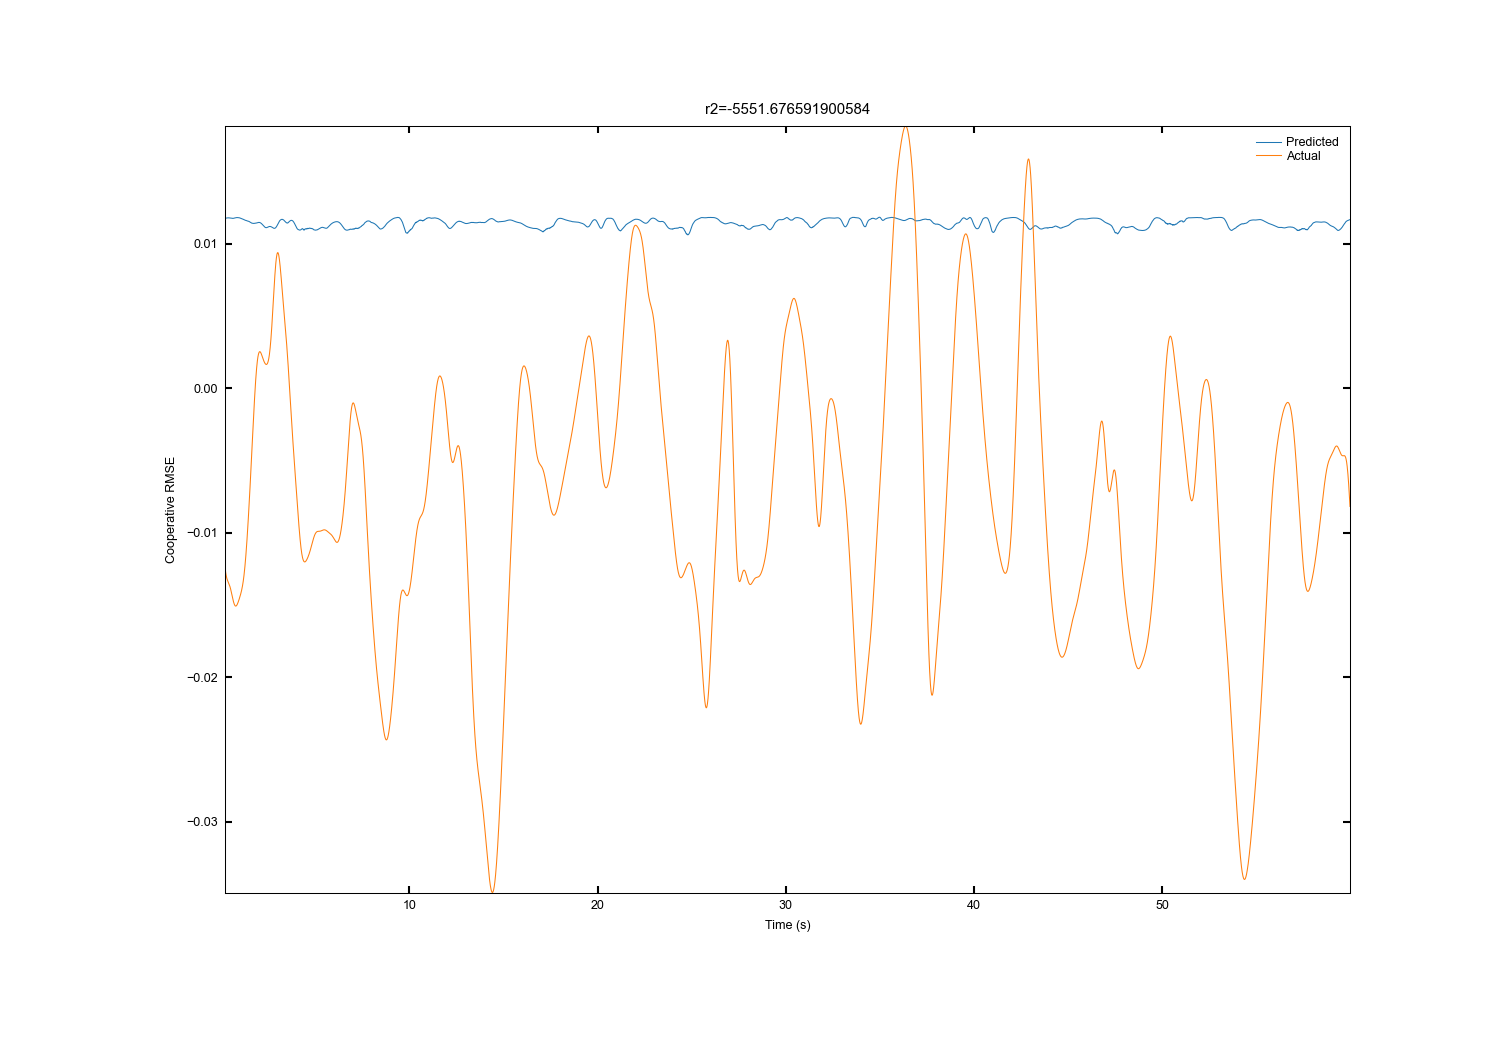 r2=-5551.676591900584
Predicted
Actual
0.01
0.00
−0.01
−0.02
−0.03
Cooperative RMSE
10 20 30 40 50
Time (s)